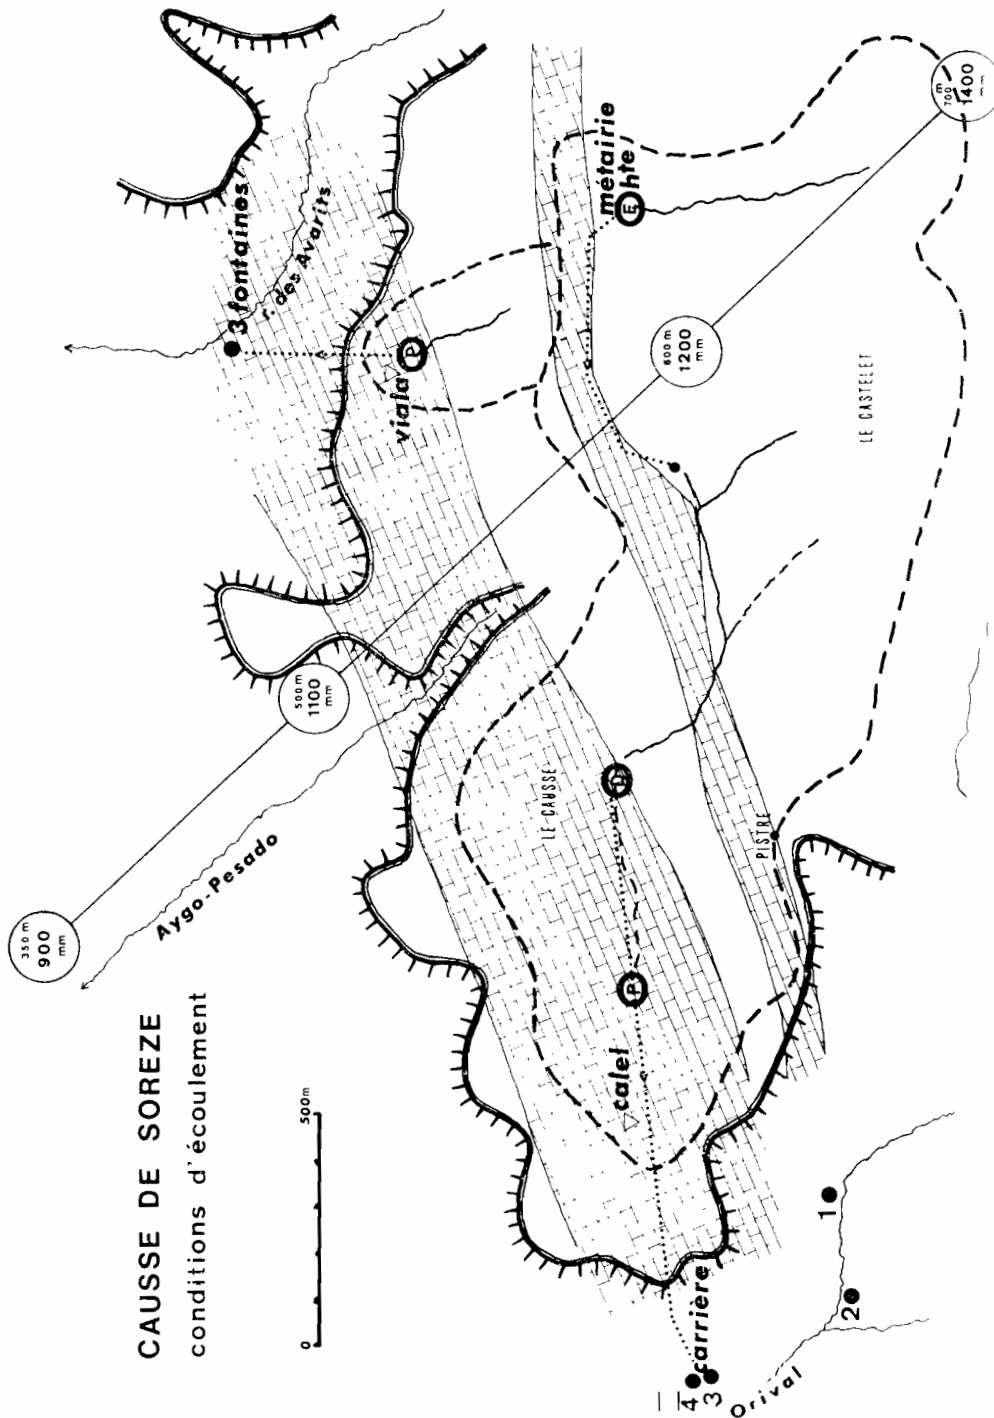 CAUSSE DE SOREZE
conditions d'écoulement
0 500m
350 m
900
mm
Aygo-Pesado
500 m
1100
mm
3 fontaines
r. des Avarits
viala
P
métairie
hte
E
600 m
1200
mm
m
700
1400
mm
LE CASTELET
LE CAUSSE
D
P
calel
PISTRE
carrière
4
3
Orival
2
1